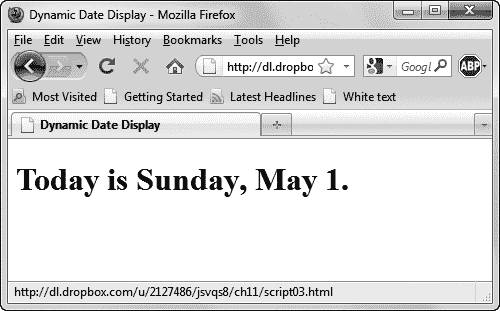 Dynamic Date Display - Mozilla Firefox
File Edit View History Bookmarks Tools Help
http://dl.dropbo Googl ABP
Most Visited Getting Started Latest Headlines White text
Dynamic Date Display
Today is Sunday, May 1.
http://dl.dropbox.com/u/2127486/jsvqs8/ch11/script03.html